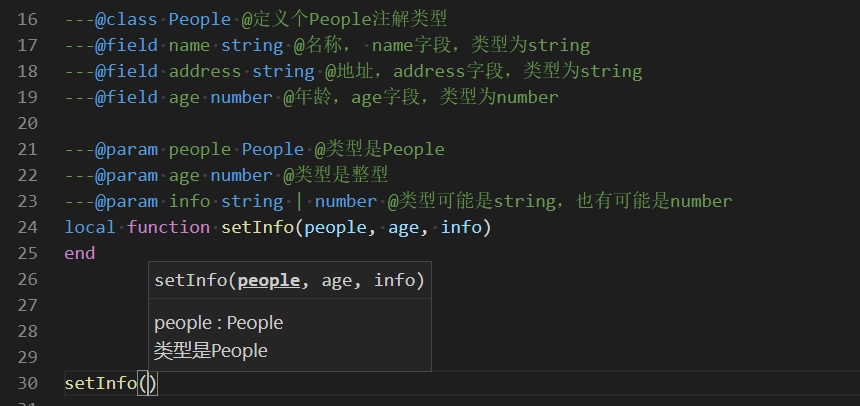 16 ---@class People @定义个People注解类型
17 ---@field name string @名称， name字段，类型为string
18 ---@field address string @地址，address字段，类型为string
19 ---@field age number @年龄，age字段，类型为number
20
21 ---@param people People @类型是People
22 ---@param age number @类型是整型
23 ---@param info string | number @类型可能是string，也有可能是number
24 local function setInfo(people, age, info)
25 end
26
setInfo(people, age, info)
27
people : People
28
类型是People
29
30 setInfo()